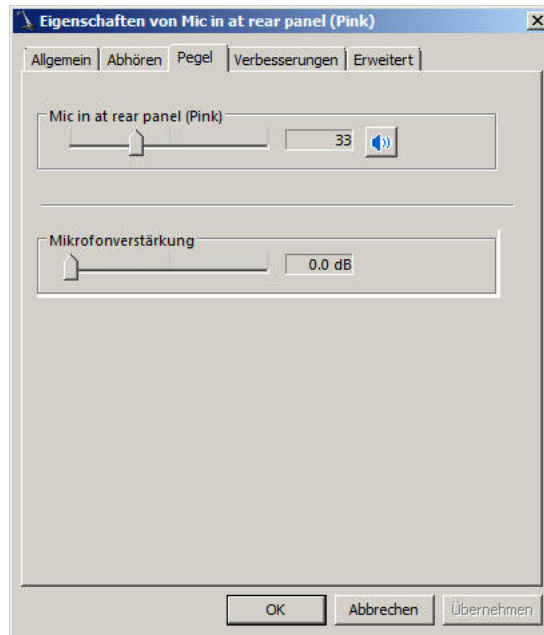 Eigenschaften von Mic in at rear panel (Pink)
Allgemein Abhören Pegel Verbesserungen Erweitert
Mic in at rear panel (Pink)
33
Mikrofonverstärkung
0.0 dB
OK Abbrechen Übernehmen